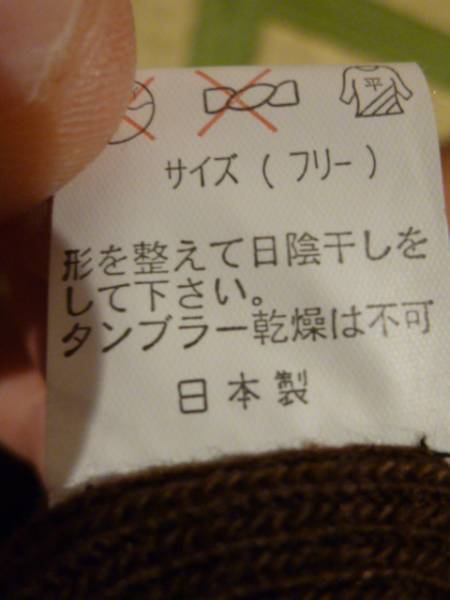 平
サイズ(フリー)
形を整えて日陰干しを
して下さい。
タンブラー乾燥は不可
日本製